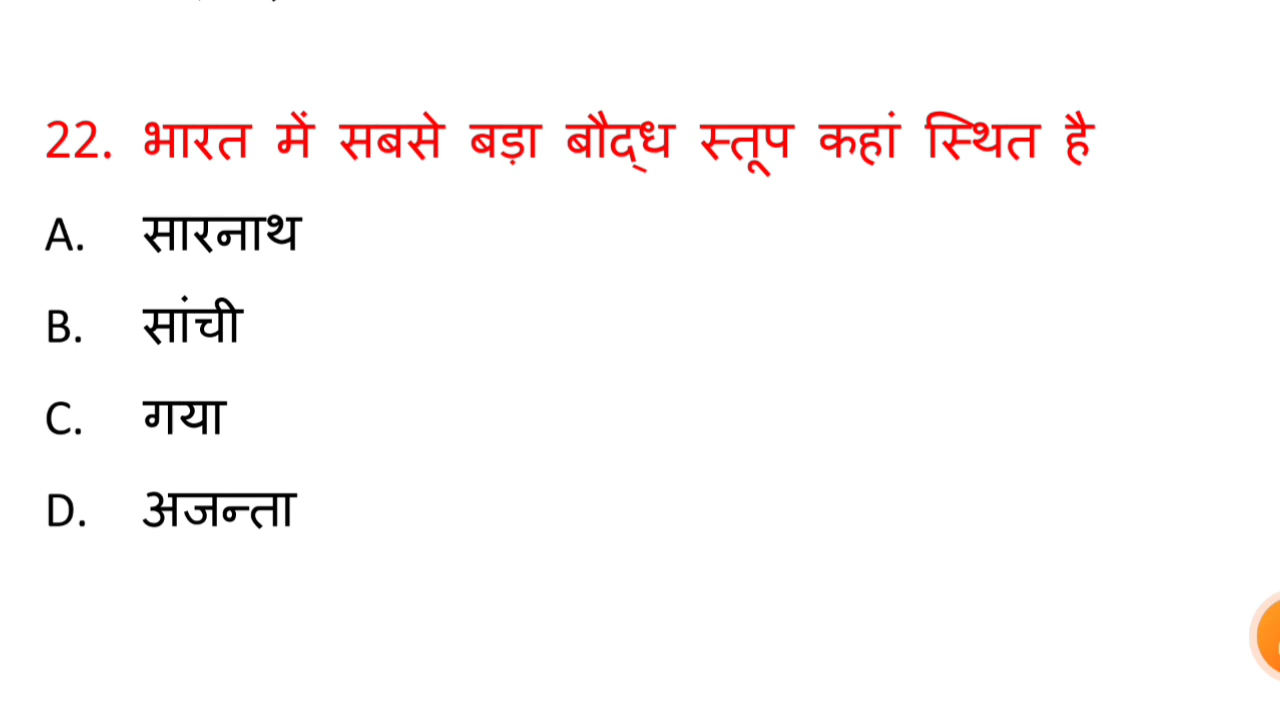 22. भारत में सबसे बड़ा बौद्ध स्तूप कहां स्थित है
A. सारनाथ
B. सांची
C. गया
D. अजन्ता